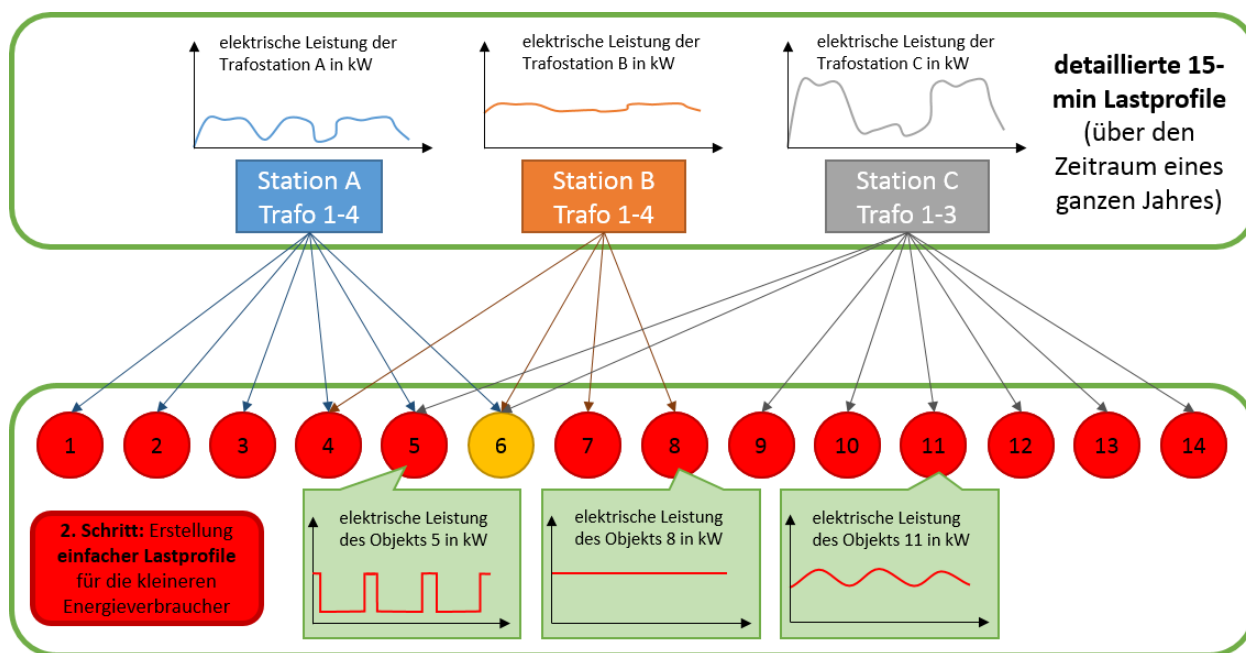 elektrische Leistung der
Trafostation A in kW
elektrische Leistung der
Trafostation B in kW
elektrische Leistung der
Trafostation C in kW
detaillierte 15-
min Lastprofile
(über den
Zeitraum eines
ganzen Jahres)
Station A
Trafo 1-4
Station B
Trafo 1-4
Station C
Trafo 1-3
1
2
3
4
5
6
7
8
9
10
11
12
13
14
2. Schritt: Erstellung
einfacher Lastprofile
für die kleineren
Energieverbraucher
elektrische Leistung
des Objekts 5 in kW
elektrische Leistung
des Objekts 8 in kW
elektrische Leistung
des Objekts 11 in kW